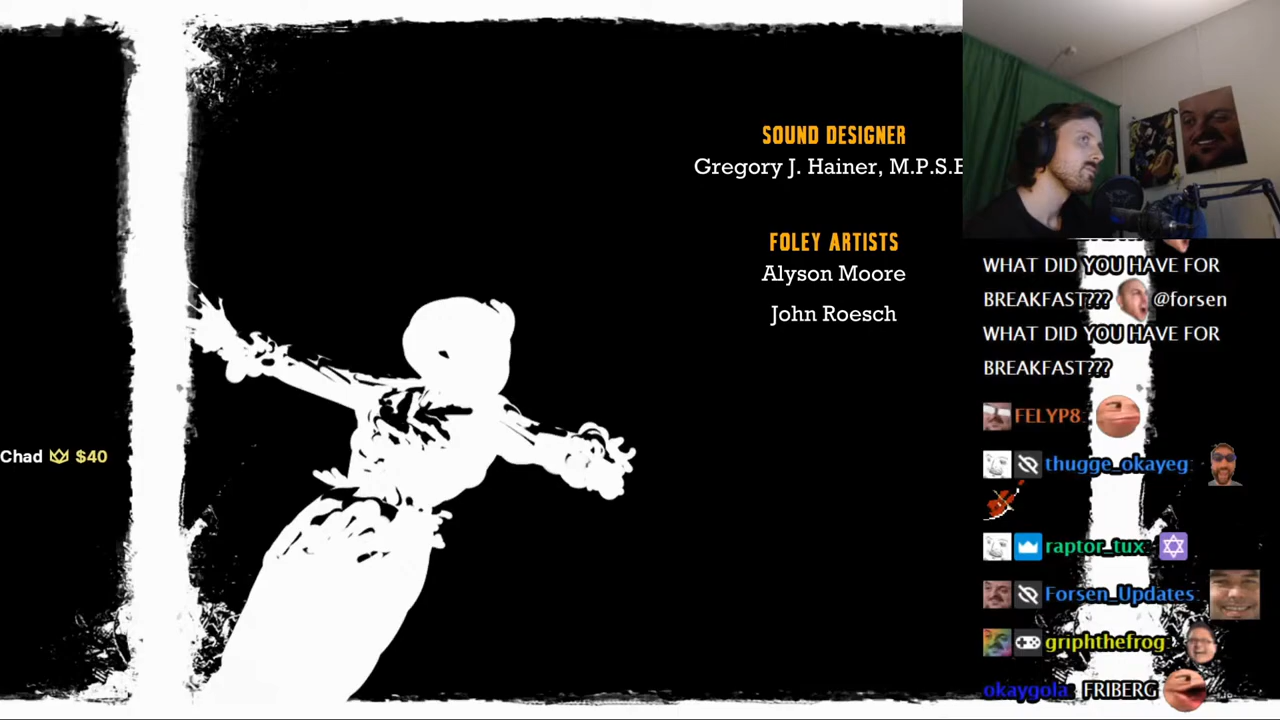 SOUND DESIGNER
Gregory J. Hainer, M.P.S.E
FOLEY ARTISTS
Alyson Moore
John Roesch
Chad $40
WHAT DID YOU HAVE FOR
BREAKFAST??? @forsen
WHAT DID YOU HAVE FOR
BREAKFAST???
FELYP8:
thugge_okayeg:
raptor_tux:
Forsen_Updates:
griphthefrog:
okaygola: FRIBERG